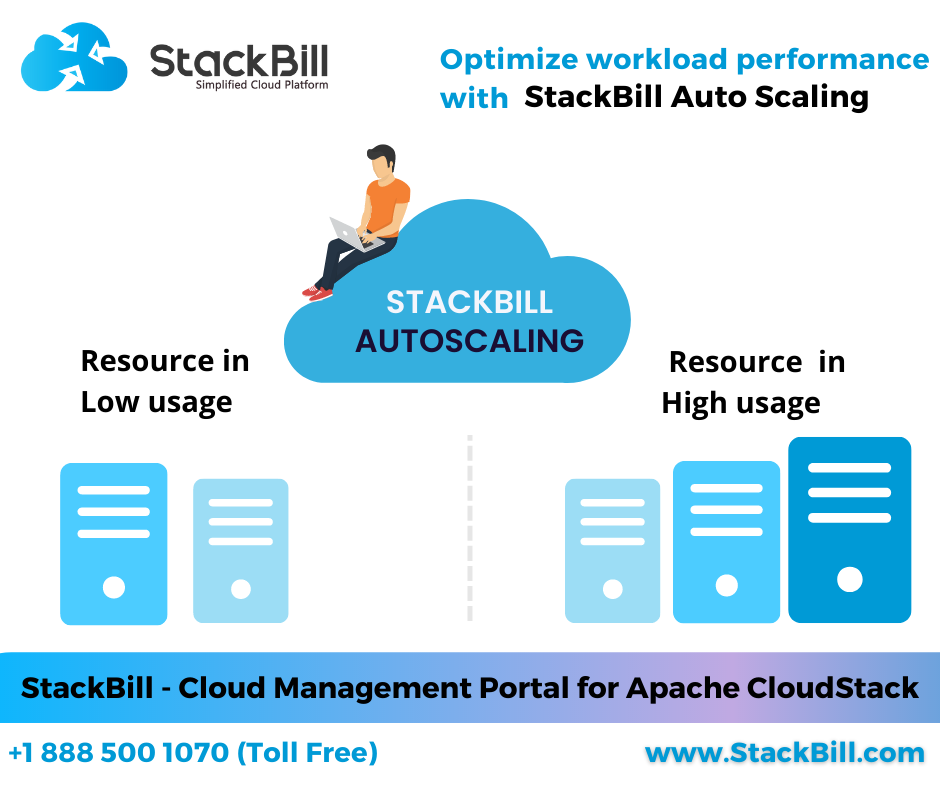 StackBill
Simplified Cloud Platform
Optimize workload performance
with StackBill Auto Scaling
STACKBILL
AUTOSCALING
Resource in
Low usage
Resource in
High usage
StackBill - Cloud Management Portal for Apache CloudStack
+1 888 500 1070 (Toll Free)
www.StackBill.com